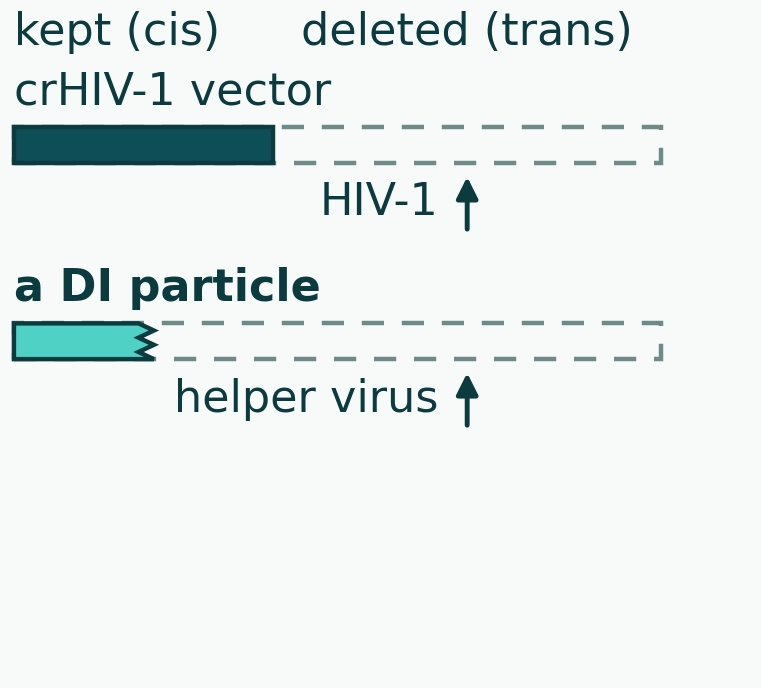 kept (cis) deleted (trans)
crHIV-1 vector
HIV-1
a DI particle
helper virus